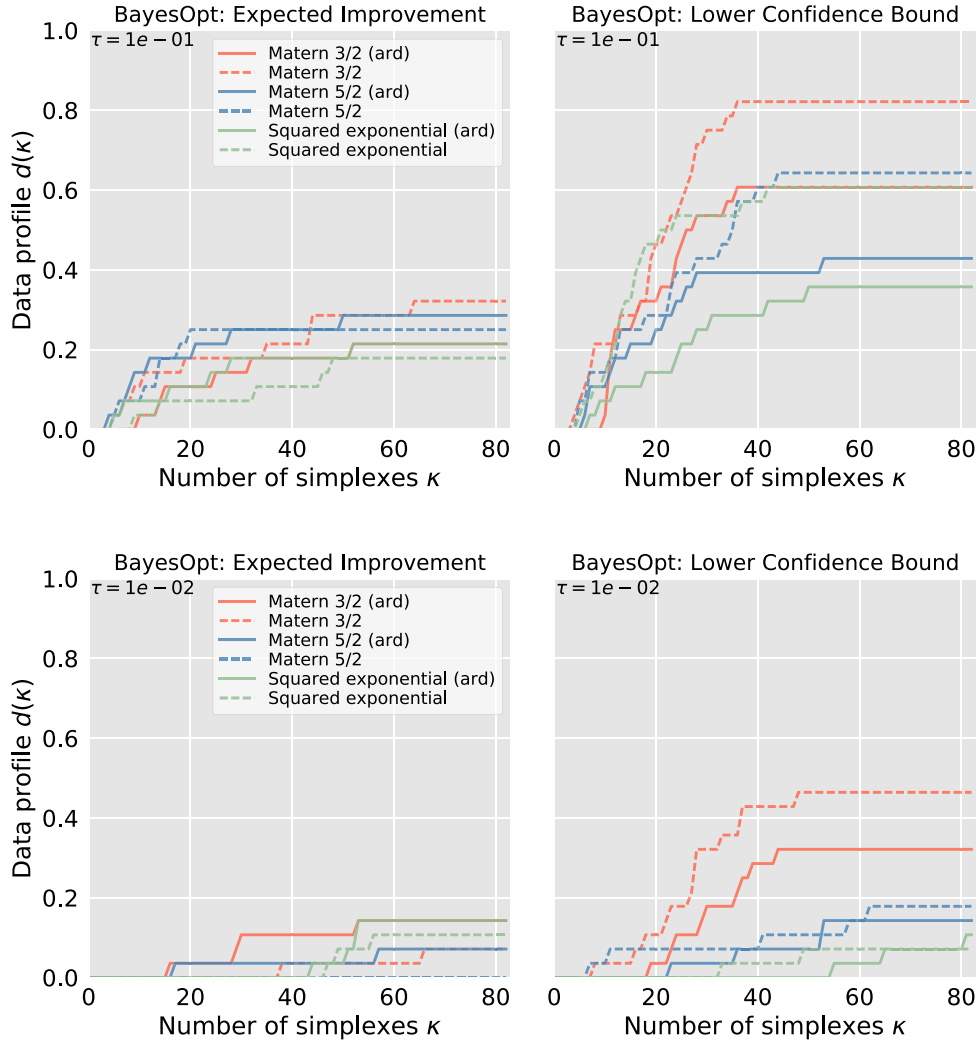 BayesOpt: Expected Improvement
τ = 1e − 01
Matern 3/2 (ard)
Matern 3/2
Matern 5/2 (ard)
Matern 5/2
Squared exponential (ard)
Squared exponential
1.0
0.8
0.6
0.4
0.2
0.0
Data profile d(κ)
0 20 40 60 80
Number of simplexes κ
BayesOpt: Lower Confidence Bound
τ = 1e − 01
0 20 40 60 80
Number of simplexes κ
BayesOpt: Expected Improvement
τ = 1e − 02
Matern 3/2 (ard)
Matern 3/2
Matern 5/2 (ard)
Matern 5/2
Squared exponential (ard)
Squared exponential
1.0
0.8
0.6
0.4
0.2
0.0
Data profile d(κ)
0 20 40 60 80
Number of simplexes κ
BayesOpt: Lower Confidence Bound
τ = 1e − 02
0 20 40 60 80
Number of simplexes κ